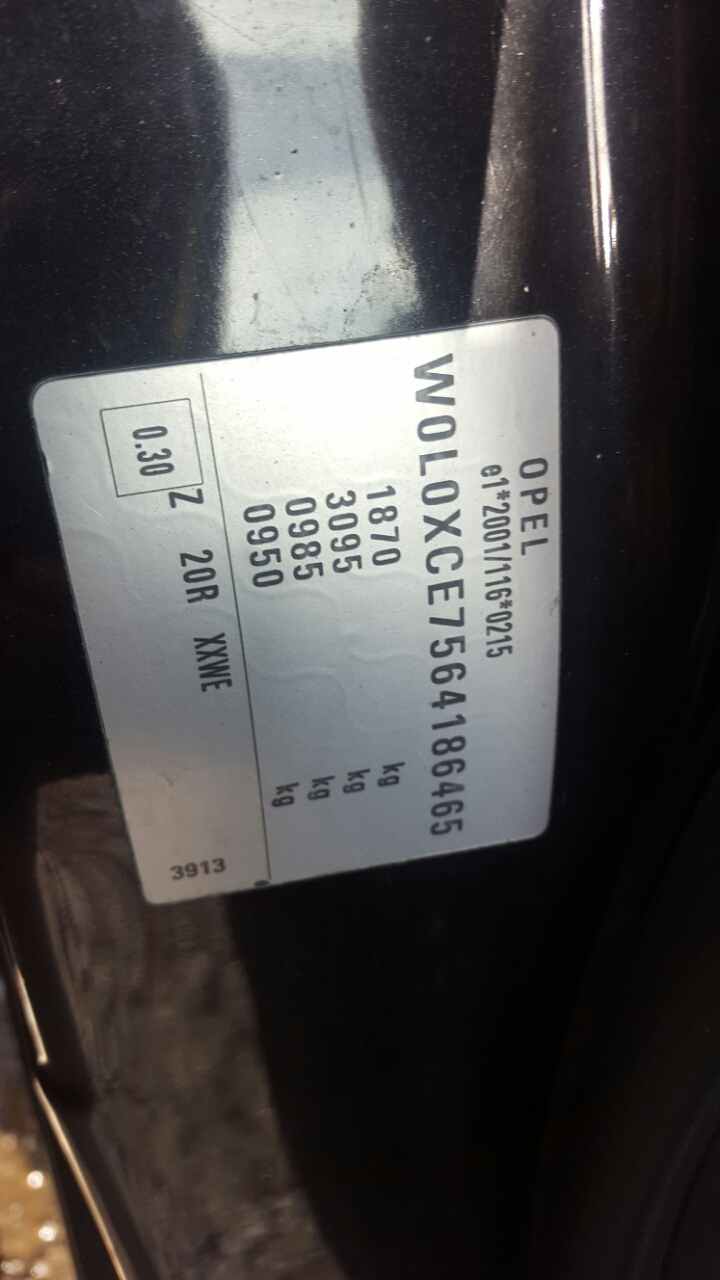 OPEL
e1*2001/116*0215
W0L0XCE7564186465
1870 kg
3095 kg
0985 kg
0950 kg
0.30 Z 20R XXWE 3913